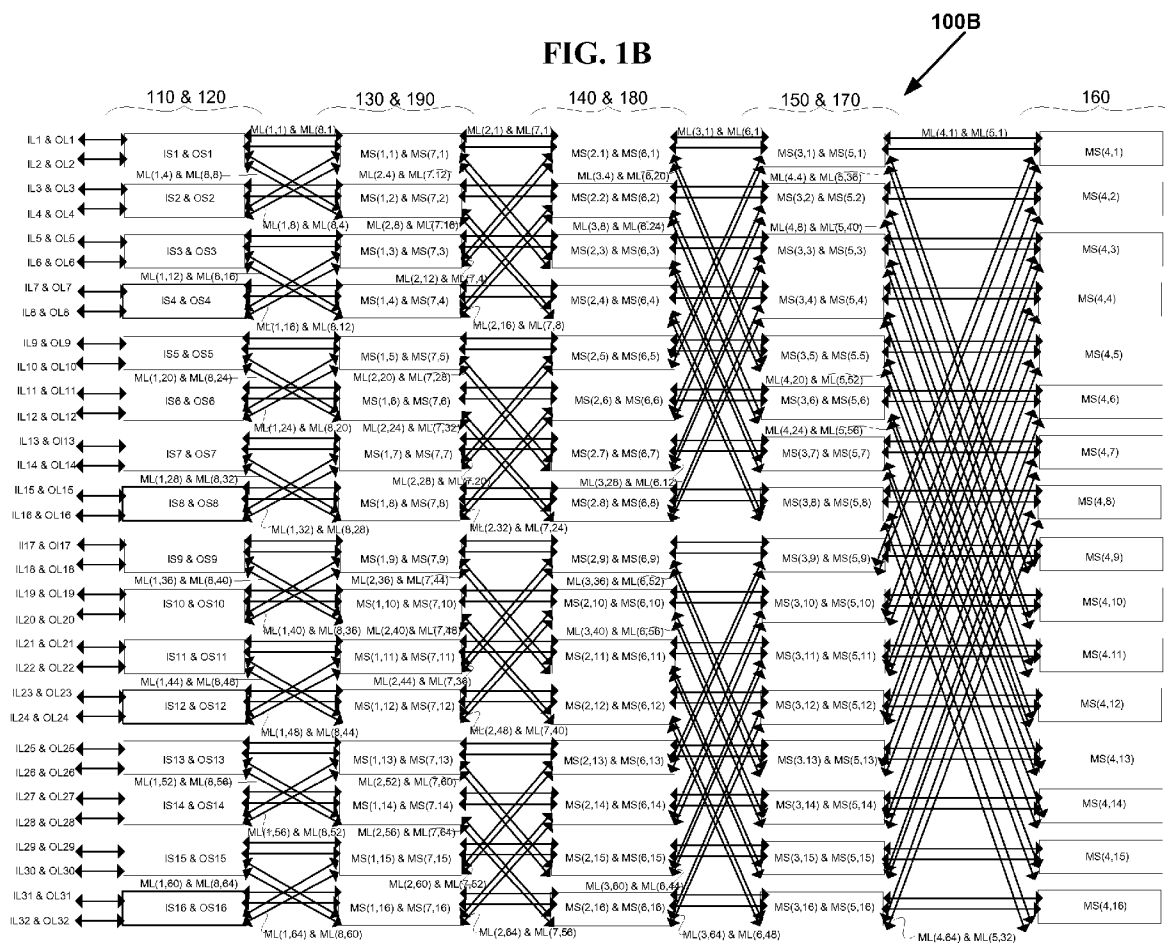 100B
FIG. 1B
110 & 120 130 & 190 140 & 180 150 & 170 160
ML(1,1) & ML(8,1) ML(2,1) & ML(7,1) ML(3,1) & ML(6,1) ML(4,1) & ML(5,1)
IL1 & OL1
IS1 & OS1 MS(1,1) & MS(7,1) MS(2,1) & MS(6,1) MS(3,1) & MS(5,1) MS(4,1)
IL2 & OL2
ML(1,4) & ML(8,8) ML(2,4) & ML(7,12) ML(3,4) & ML(6,20) ML(4,4) & ML(5,36)
IL3 & OL3
IS2 & OS2 MS(1,2) & MS(7,2) MS(2,2) & MS(6,2) MS(3,2) & MS(5,2) MS(4,2)
IL4 & OL4
ML(1,8) & ML(8,4) ML(2,8) & ML(7,16) ML(3,8) & ML(6,24) ML(4,8) & ML(5,40)
IL5 & OL5
IS3 & OS3 MS(1,3) & MS(7,3) MS(2,3) & MS(6,3) MS(3,3) & MS(5,3) MS(4,3)
IL6 & OL6
ML(1,12) & ML(8,16) ML(2,12) & ML(7,4)
IL7 & OL7
IS4 & OS4 MS(1,4) & MS(7,4) MS(2,4) & MS(6,4) MS(3,4) & MS(5,4) MS(4,4)
IL8 & OL8
ML(1,16) & ML(8,12) ML(2,16) & ML(7,8)
IL9 & OL9
IS5 & OS5 MS(1,5) & MS(7,5) MS(2,5) & MS(6,5) MS(3,5) & MS(5,5) MS(4,5)
IL10 & OL10
ML(1,20) & ML(8,24) ML(2,20) & ML(7,28) ML(4,20) & ML(5,52)
IL11 & OL11
IS6 & OS6 MS(1,6) & MS(7,6) MS(2,6) & MS(6,6) MS(3,6) & MS(5,6) MS(4,6)
IL12 & OL12
ML(1,24) & ML(8,20) ML(2,24) & ML(7,32) ML(4,24) & ML(5,56)
IL13 & Ol13
IS7 & OS7 MS(1,7) & MS(7,7) MS(2,7) & MS(6,7) MS(3,7) & MS(5,7) MS(4,7)
IL14 & OL14
ML(1,28) & ML(8,32) ML(2,28) & ML(7,20) ML(3,28) & ML(6,12)
IL15 & OL15
IS8 & OS8 MS(1,8) & MS(7,8) MS(2,8) & MS(6,8) MS(3,8) & MS(5,8) MS(4,8)
IL16 & OL16
ML(1,32) & ML(8,28) ML(2,32) & ML(7,24)
Il17 & Ol17
IS9 & OS9 MS(1,9) & MS(7,9) MS(2,9) & MS(6,9) MS(3,9) & MS(5,9) MS(4,9)
IL18 & OL18
ML(1,36) & ML(8,40) ML(2,36) & ML(7,44) ML(3,36) & ML(6,52)
IL19 & OL19
IS10 & OS10 MS(1,10) & MS(7,10) MS(2,10) & MS(6,10) MS(3,10) & MS(5,10) MS(4,10)
IL20 & OL20
ML(1,40) & ML(8,36) ML(2,40) & ML(7,48) ML(3,40) & ML(6,56)
IL21 & OL21
IS11 & OS11 MS(1,11) & MS(7,11) MS(2,11) & MS(6,11) MS(3,11) & MS(5,11) MS(4,11)
IL22 & OL22
ML(1,44) & ML(8,48) ML(2,44) & ML(7,36)
IL23 & OL23
IS12 & OS12 MS(1,12) & MS(7,12) MS(2,12) & MS(6,12) MS(3,12) & MS(5,12) MS(4,12)
IL24 & OL24
ML(1,48) & ML(8,44) ML(2,48) & ML(7,40)
IL25 & OL25
IS13 & OS13 MS(1,13) & MS(7,13) MS(2,13) & MS(6,13) MS(3,13) & MS(5,13) MS(4,13)
IL26 & OL26
ML(1,52) & ML(8,56) ML(2,52) & ML(7,60)
IL27 & OL27
IS14 & OS14 MS(1,14) & MS(7,14) MS(2,14) & MS(6,14) MS(3,14) & MS(5,14) MS(4,14)
IL28 & OL28
ML(1,56) & ML(8,52) ML(2,56) & ML(7,64)
IL29 & OL29
IS15 & OS15 MS(1,15) & MS(7,15) MS(2,15) & MS(6,15) MS(3,15) & MS(5,15) MS(4,15)
IL30 & OL30
ML(1,60) & ML(8,64) ML(2,60) & ML(7,52) ML(3,60) & ML(6,44)
IL31 & OL31
IS16 & OS16 MS(1,16) & MS(7,16) MS(2,16) & MS(6,16) MS(3,16) & MS(5,16) MS(4,16)
IL32 & OL32
ML(1,64) & ML(8,60) ML(2,64) & ML(7,56) ML(3,64) & ML(6,48) ML(4,64) & ML(5,32)